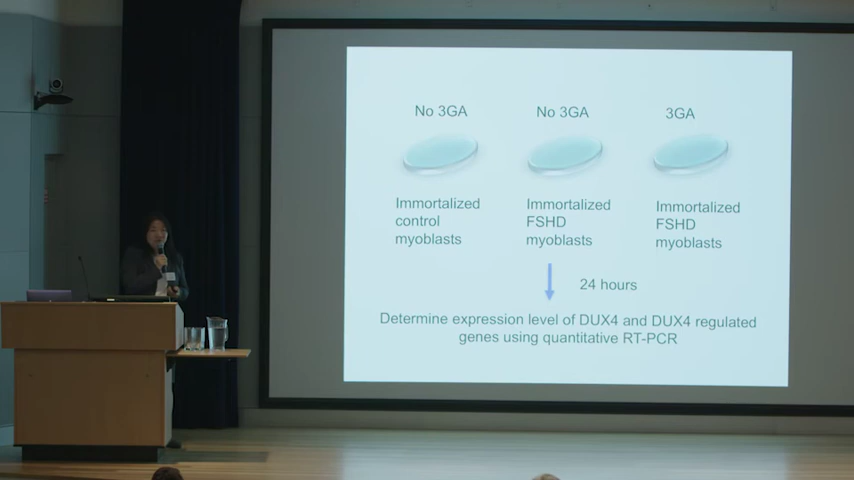 No 3GA
No 3GA
3GA
Immortalized
control
myoblasts
Immortalized
FSHD
myoblasts
Immortalized
FSHD
myoblasts
24 hours
Determine expression level of DUX4 and DUX4 regulated
genes using quantitative RT-PCR